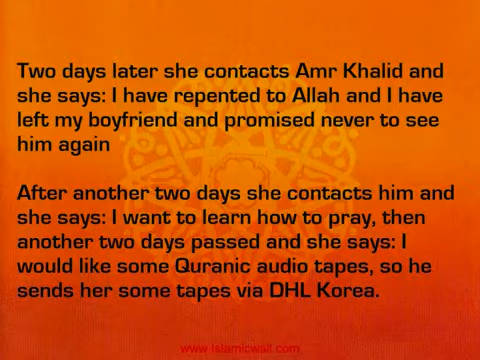 Two days later she contacts Amr Khalid and
she says: I have repented to Allah and I have
left my boyfriend and promised never to see
him again
After another two days she contacts him and
she says: I want to learn how to pray, then
another two days passed and she says: I
would like some Quranic audio tapes, so he
sends her some tapes via DHL Korea.
www.Islamicwall.com